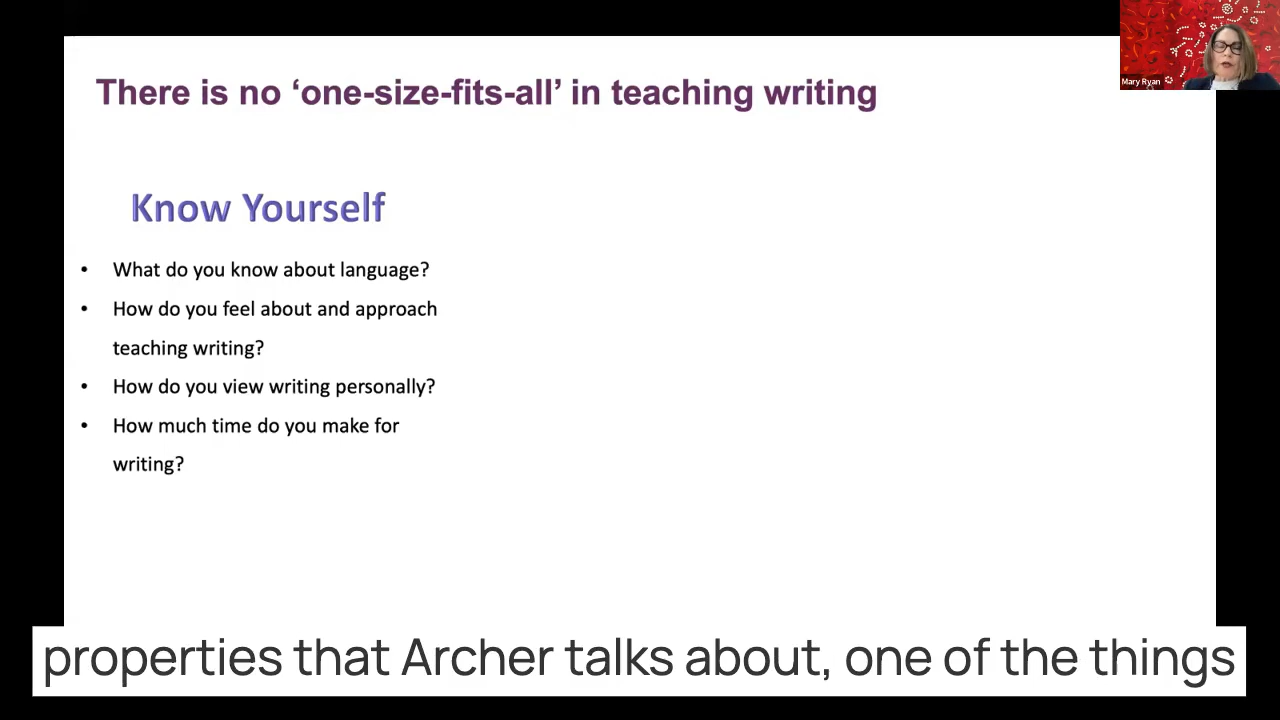 There is no ‘one-size-fits-all’ in teaching writing
Mary Ryan
Know Yourself
• What do you know about language?
• How do you feel about and approach
teaching writing?
• How do you view writing personally?
• How much time do you make for
writing?
properties that Archer talks about, one of the things